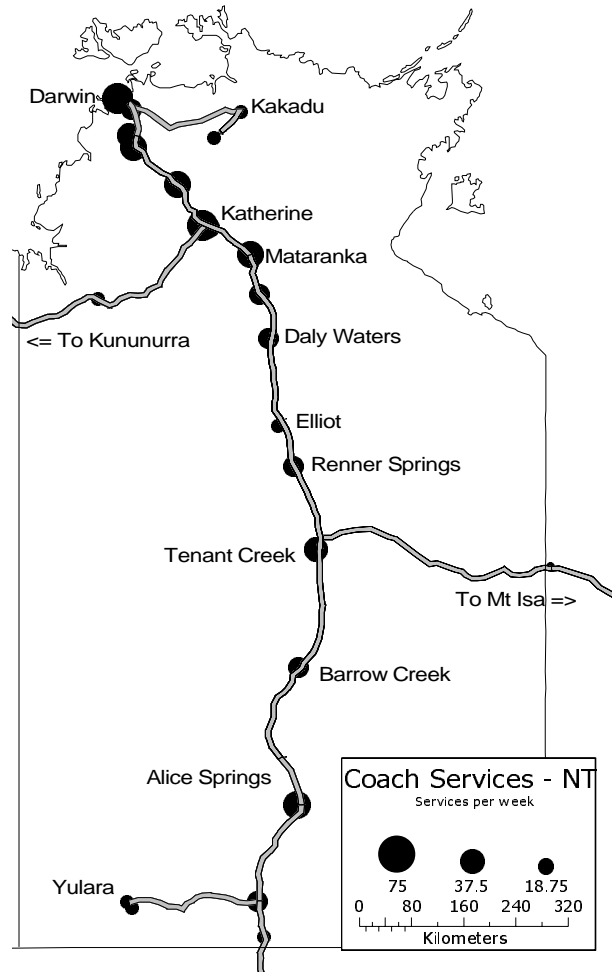 Darwin
Kakadu
Katherine
Mataranka
<= To Kununurra
Daly Waters
Elliot
Renner Springs
Tenant Creek
To Mt Isa =>
Barrow Creek
Alice Springs
Coach Services - NT
Services per week
75 37.5 18.75
0 80 160 240 320
Kilometers
Yulara